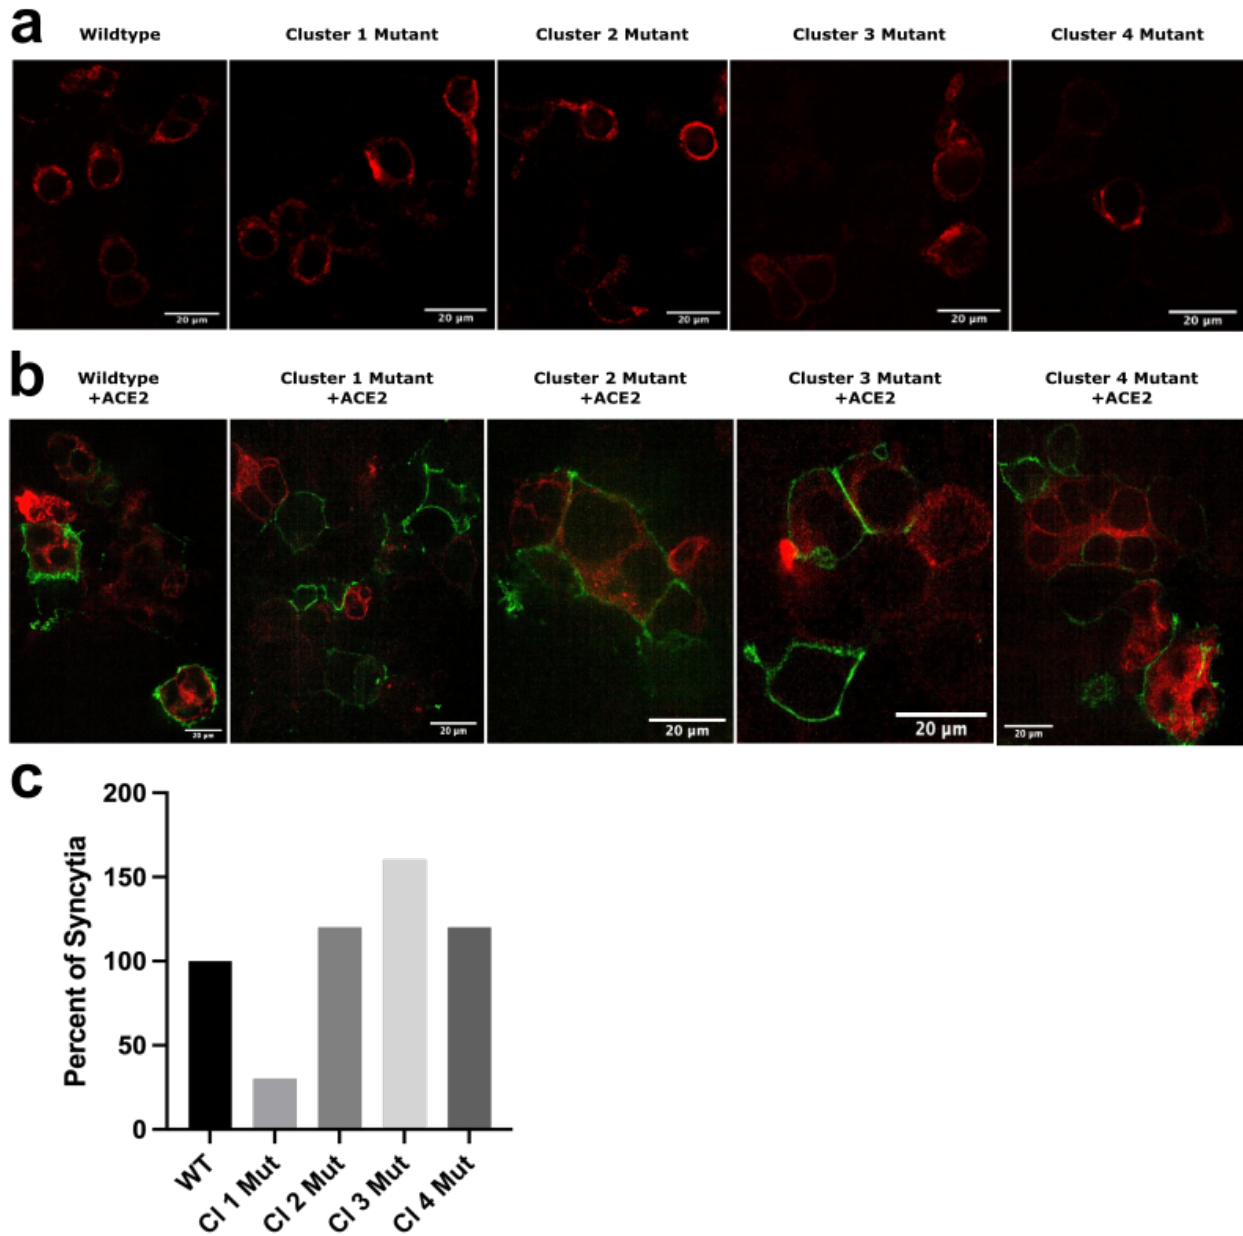 a
Wildtype Cluster 1 Mutant Cluster 2 Mutant Cluster 3 Mutant Cluster 4 Mutant
20 µm 20 µm 20 µm 20 µm 20 µm
b
Wildtype +ACE2 Cluster 1 Mutant +ACE2 Cluster 2 Mutant +ACE2 Cluster 3 Mutant +ACE2 Cluster 4 Mutant +ACE2
20 µm 20 µm 20 µm 20 µm 20 µm
c
Percent of Syncytia
200
150
100
50
0
WT Cl 1 Mut Cl 2 Mut Cl 3 Mut Cl 4 Mut